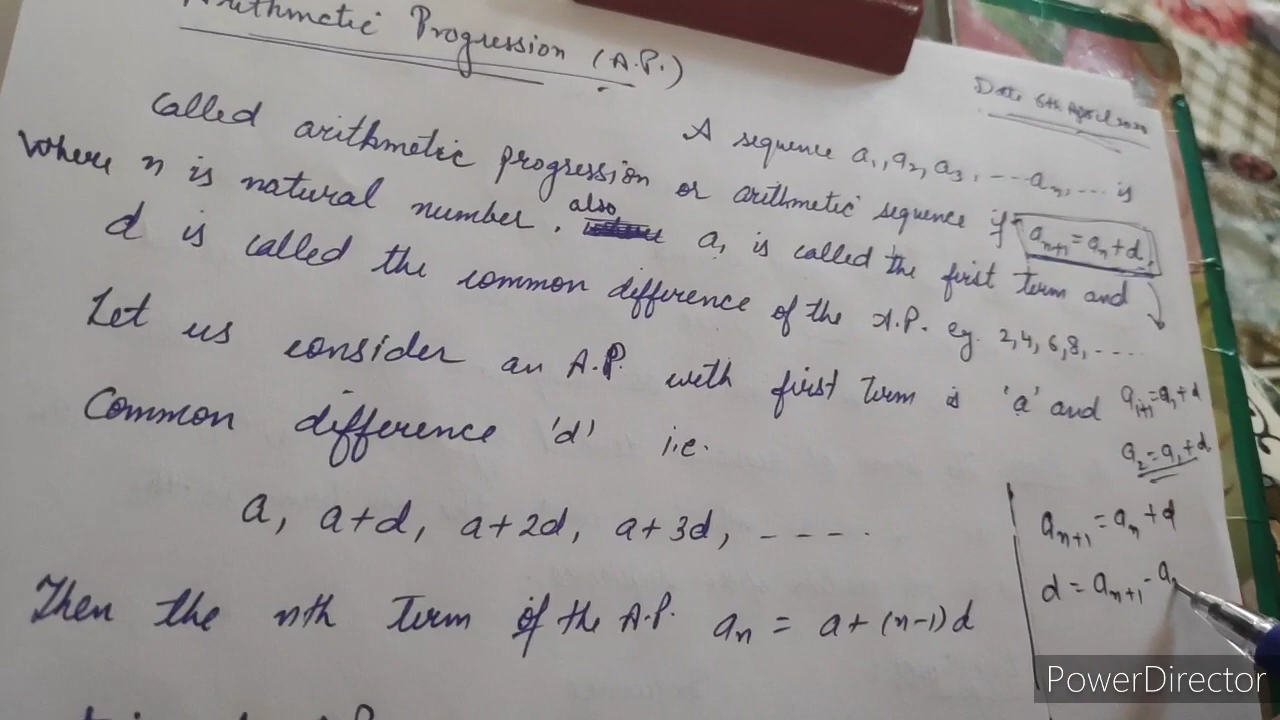 Arithmetic Progression (A.P.)
Date 6th April 2020
A sequence a₁, a₂, a₃, ---- aₙ, ---- is
called arithmetic progression or arithmetic sequence if aₙ₊₁ = aₙ + d,
where n is natural number. also a₁ is called the first term and
d is called the common difference of the A.P. eg. 2, 4, 6, 8, - - - -
Let us consider an A.P. with first term is 'a' and
Common difference 'd' i.e.
a, a+d, a+2d, a+3d, - - - - .
Then the nth term of the A.P. aₙ = a + (n-1) d
a₁₊₁ = a₁ + d
a₂ = a₁ + d
aₙ₊₁ = aₙ + d
d = aₙ₊₁ - a
PowerDirector